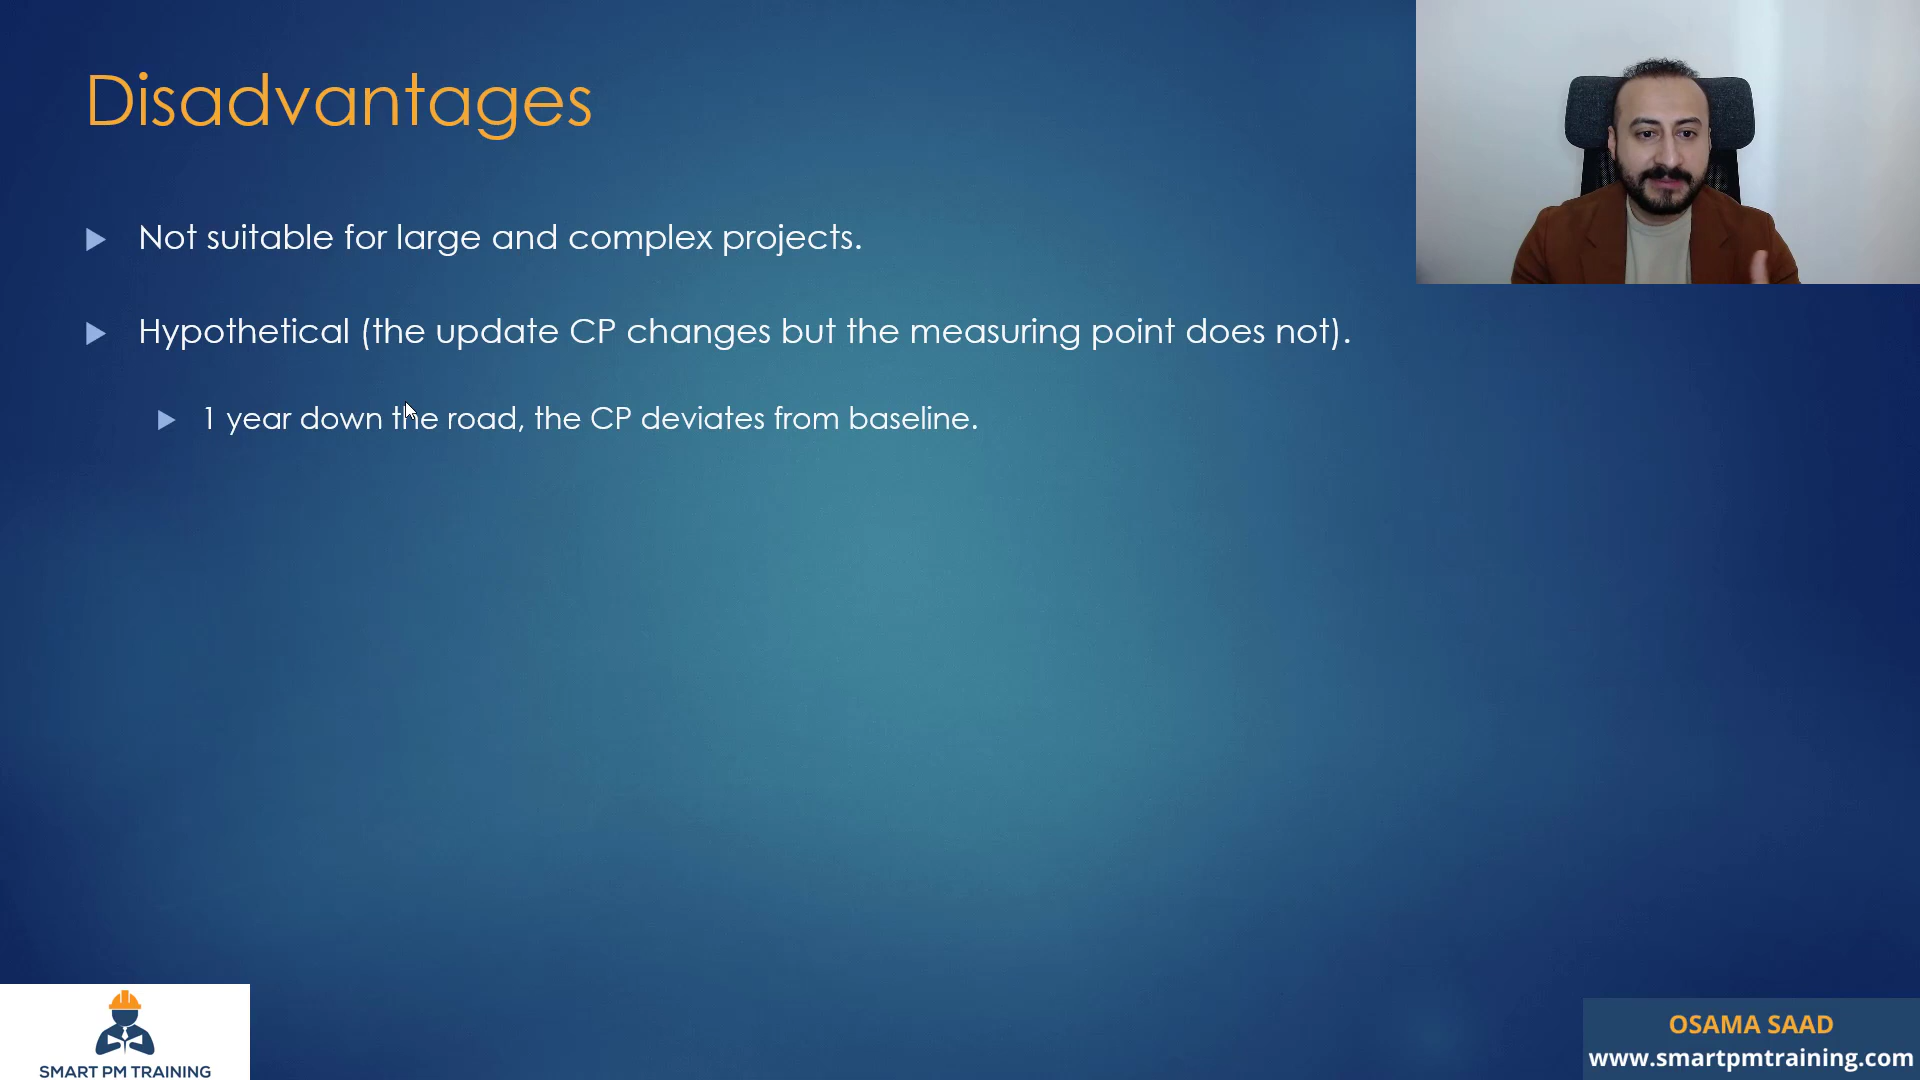 Disadvantages
Not suitable for large and complex projects.
Hypothetical (the update CP changes but the measuring point does not).
1 year down the road, the CP deviates from baseline.
SMART PM TRAINING
OSAMA SAAD
www.smartpmtraining.com